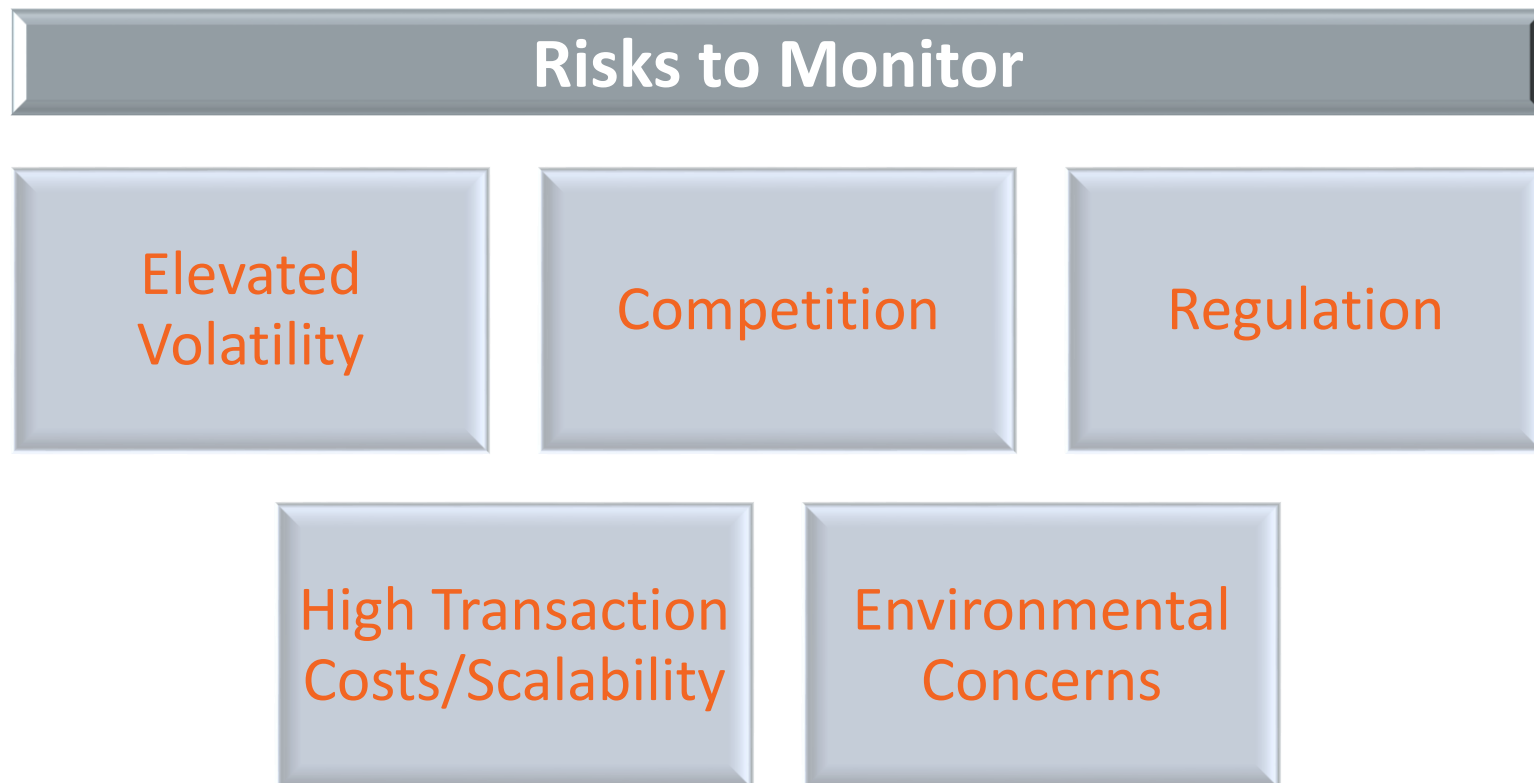 Risks to Monitor
Elevated
Volatility
Competition
Regulation
High Transaction
Costs/Scalability
Environmental
Concerns